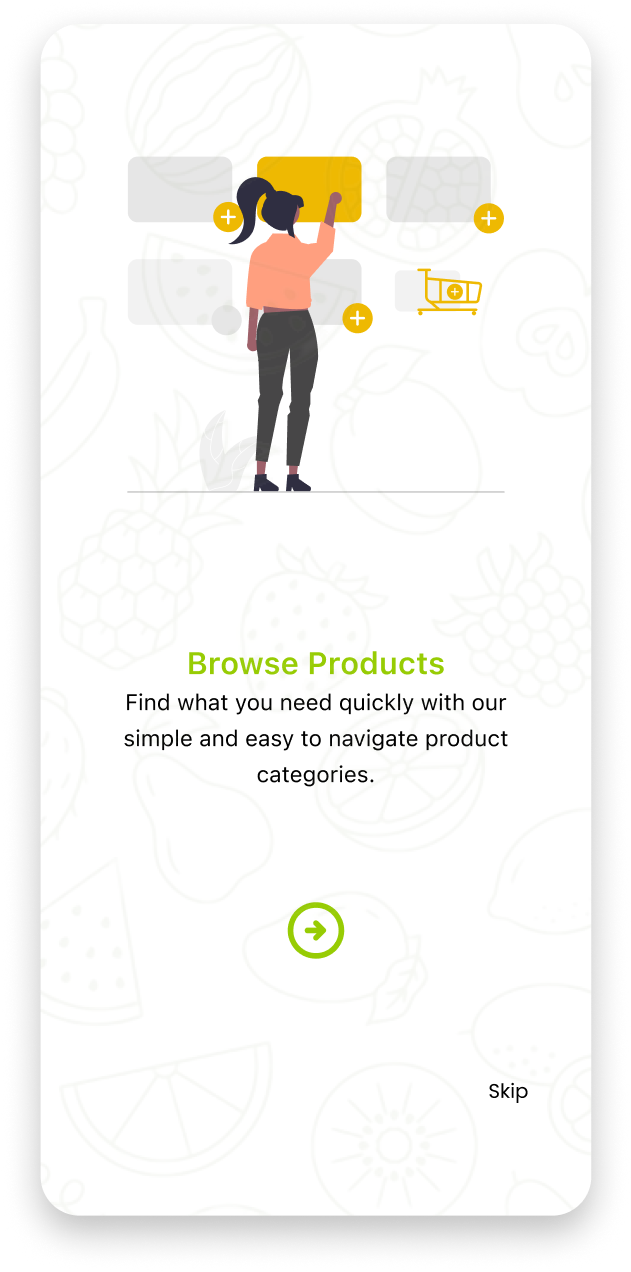 Browse Products
Find what you need quickly with our
simple and easy to navigate product
categories.
Skip